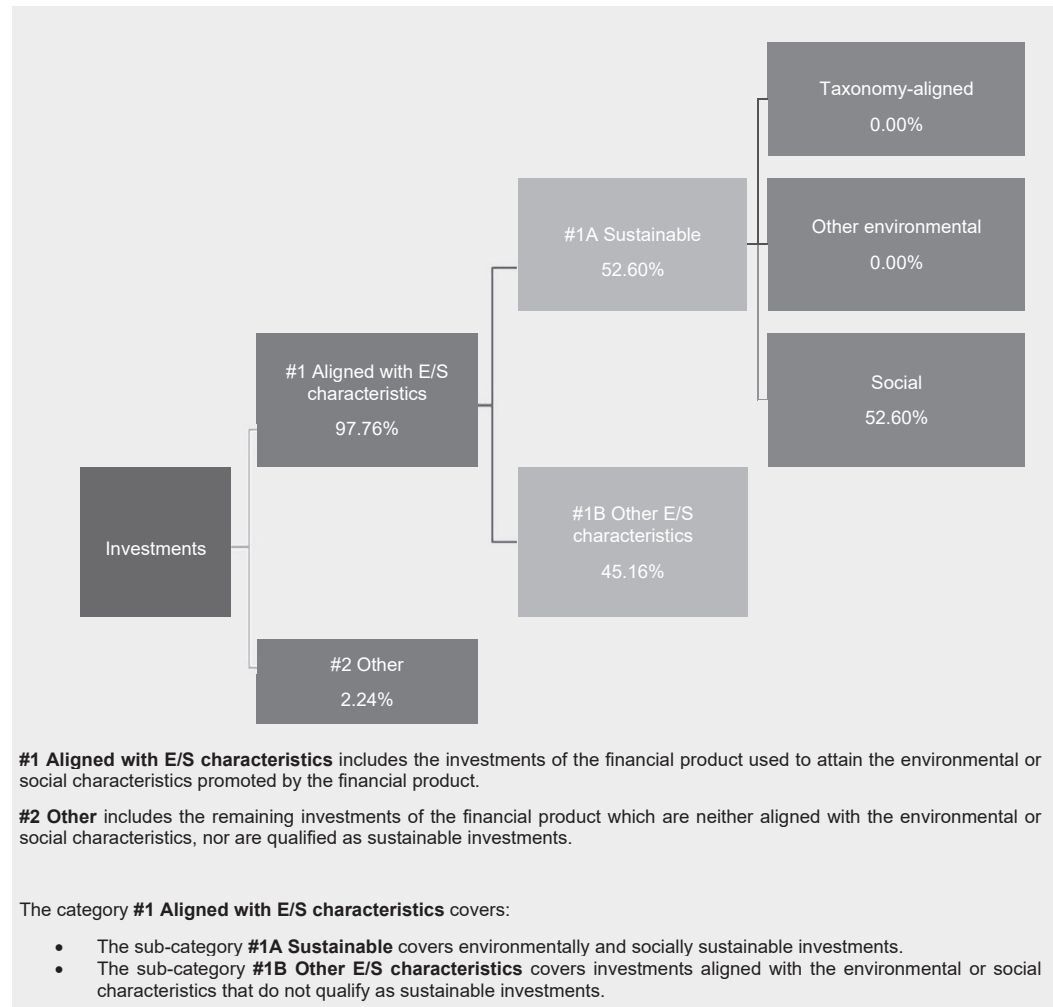 Taxonomy-aligned
0.00%
#1A Sustainable
52.60%
Other environmental
0.00%
#1 Aligned with E/S
characteristics
97.76%
Social
52.60%
Investments
#1B Other E/S
characteristics
45.16%
#2 Other
2.24%
#1 Aligned with E/S characteristics includes the investments of the financial product used to attain the environmental or
social characteristics promoted by the financial product.
#2 Other includes the remaining investments of the financial product which are neither aligned with the environmental or
social characteristics, nor are qualified as sustainable investments.
The category #1 Aligned with E/S characteristics covers:
• The sub-category #1A Sustainable covers environmentally and socially sustainable investments.
• The sub-category #1B Other E/S characteristics covers investments aligned with the environmental or social
characteristics that do not qualify as sustainable investments.